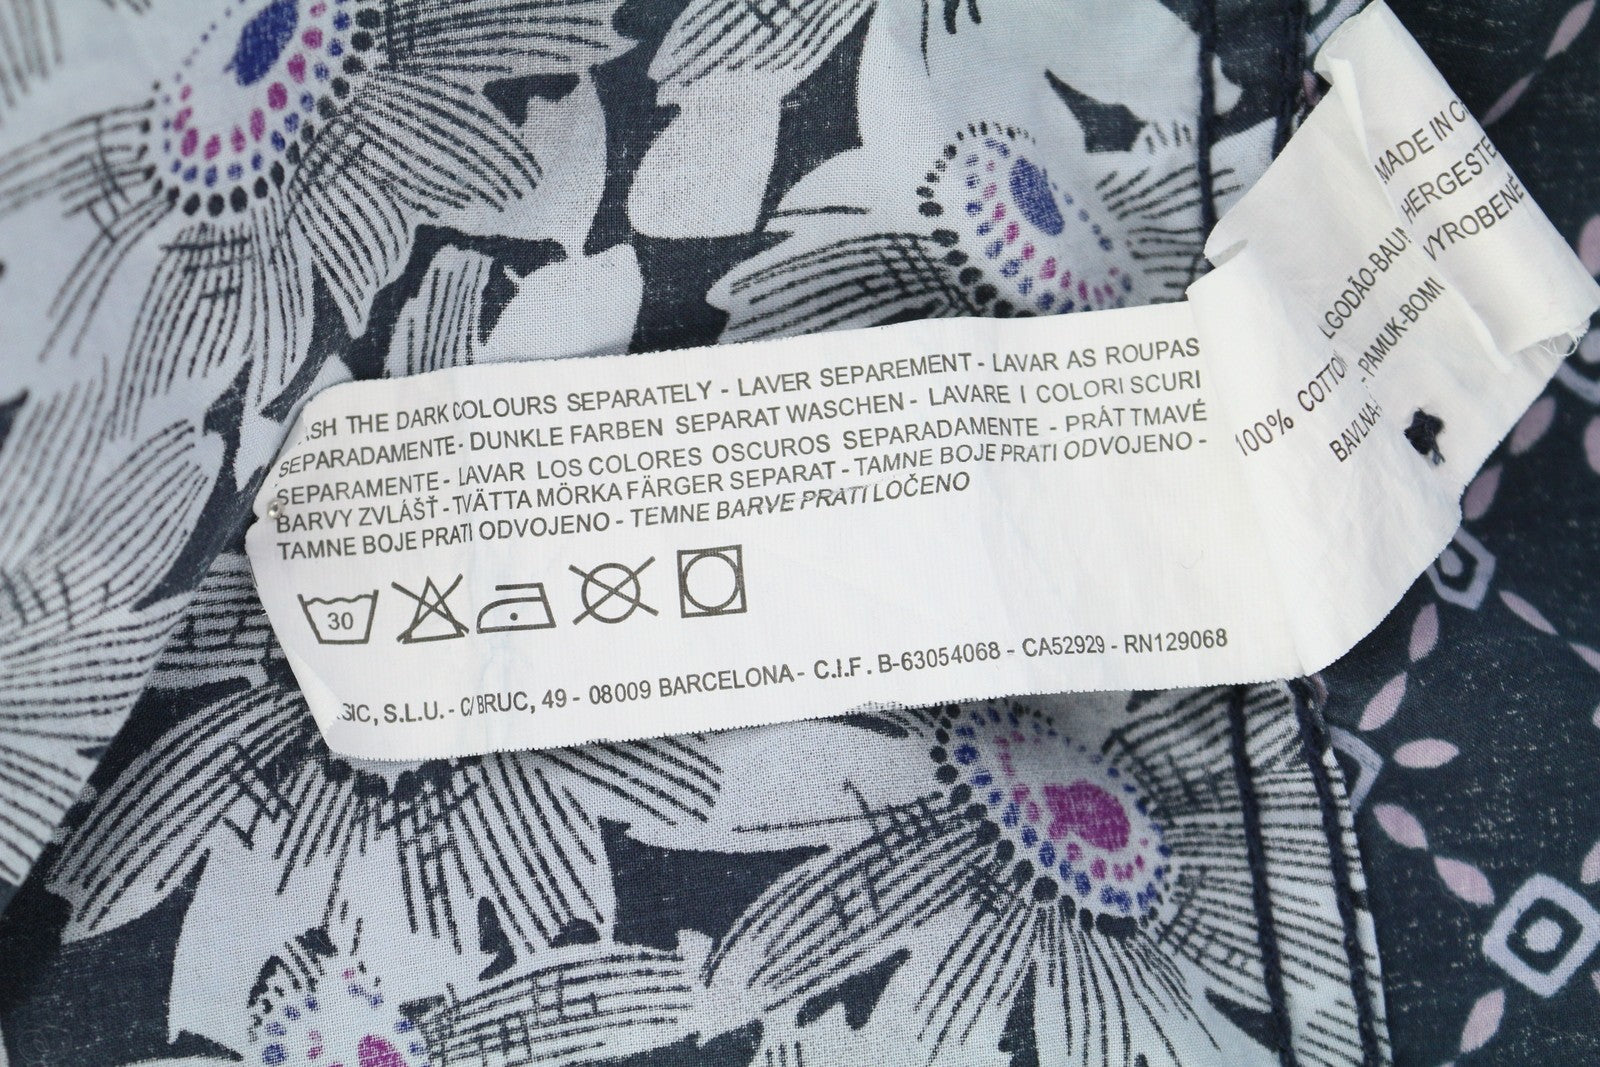 THE DARK COLOURS SEPARATELY - LAVER SEPAREMENT - LAVAR AS ROUPAS
SEPARADAMENTE - DUNKLE FARBEN SEPARAT WASCHEN - LAVARE I COLORI SCURI
SEPARAMENTE - LAVAR LOS COLORES OSCUROS SEPARADAMENTE - PRÁT TMAVÉ
BARVY ZVLÁŠŤ - TVÄTTA MÖRKA FÄRGER SEPARAT - TAMNE BOJE PRATI ODVOJENO -
TAMNE BOJE PRATI ODVOJENO - TEMNE BARVE PRATI LOČENO
30
S.L.U. - C/ BRUC, 49 - 08009 BARCELONA - C.I.F. B-63054068 - CA52929 - RN129068
100% COTTON
LGODÃO-BAU
BAVLNA- PAMUK-BOM
MADE IN C
HERGESTE
VYROBENÉ